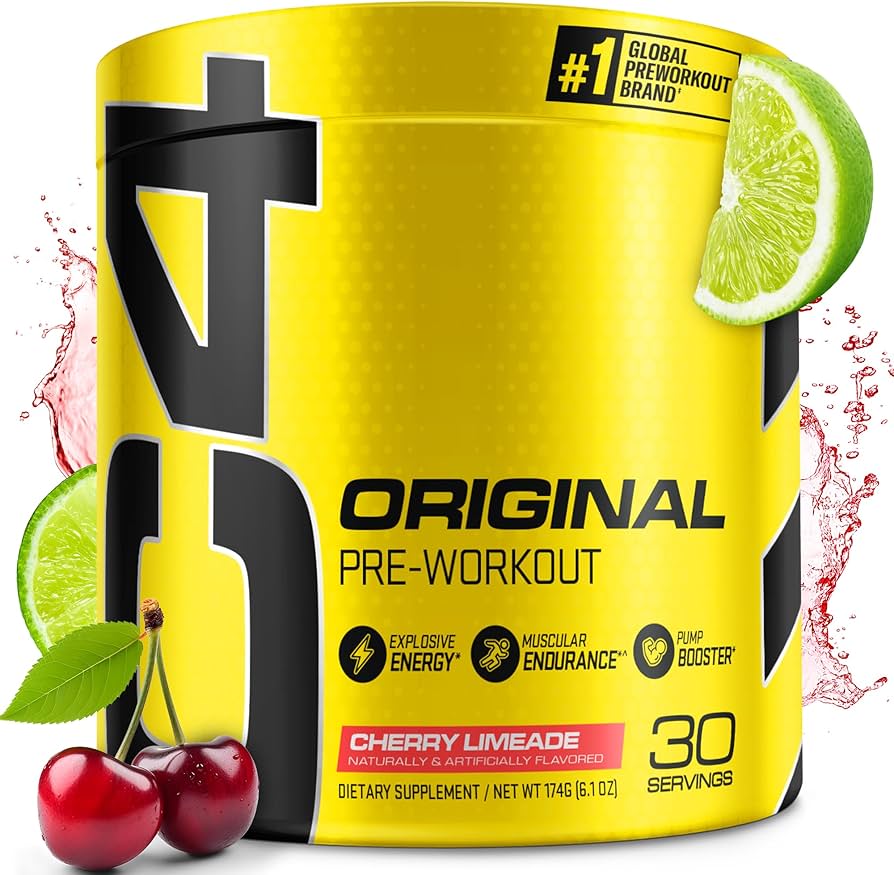 #1
GLOBAL
PREWORKOUT
BRAND‡
C4
ORIGINAL
PRE-WORKOUT
EXPLOSIVE
ENERGY*
MUSCULAR
ENDURANCE*^
PUMP
BOOSTER†
CHERRY LIMEADE
NATURALLY & ARTIFICIALLY FLAVORED
30
SERVINGS
DIETARY SUPPLEMENT / NET WT 174G (6.1 OZ)